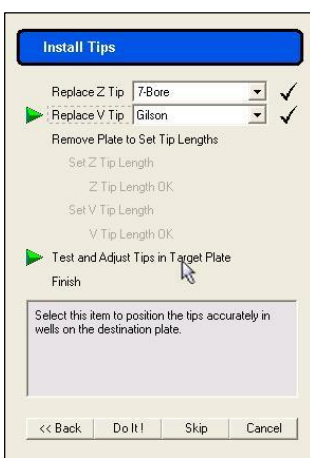 Install Tips
Replace Z Tip 7-Bore
Replace V Tip Gilson
Remove Plate to Set Tip Lengths
Set Z Tip Length
Z Tip Length OK
Set V Tip Length
V Tip Length OK
Test and Adjust Tips in Target Plate
Finish
Select this item to position the tips accurately in
wells on the destination plate.
<< Back Do It! Skip Cancel